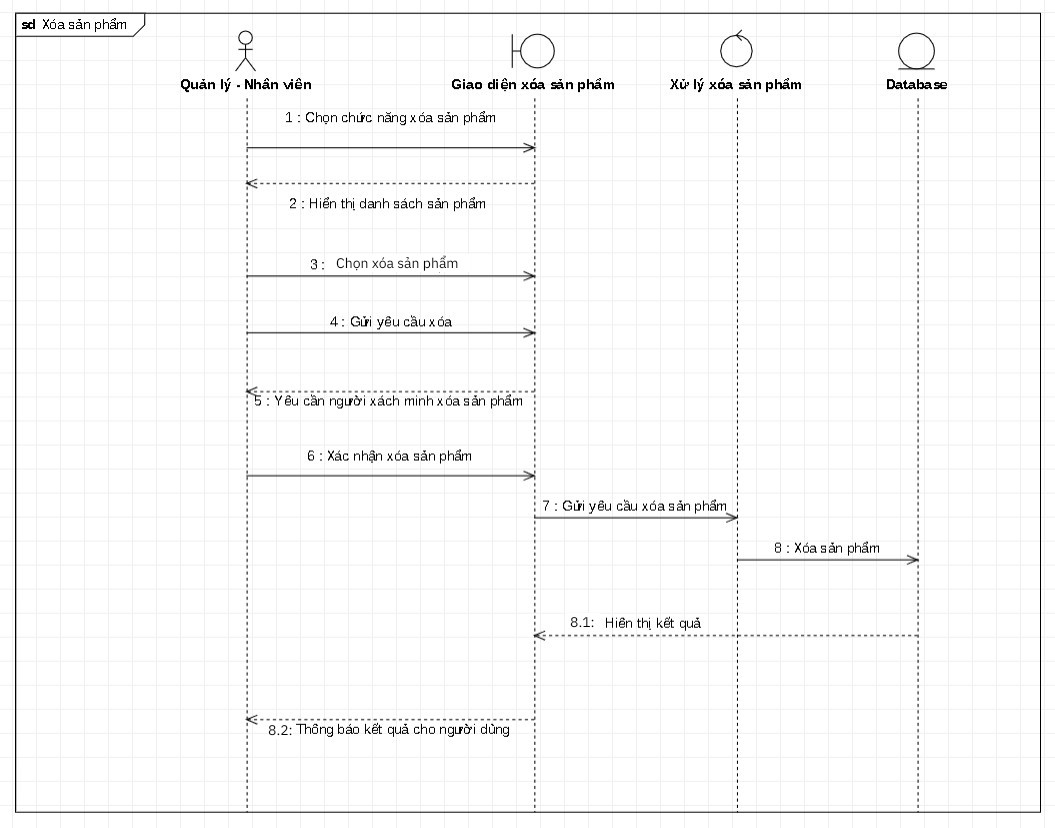 sd Xóa sản phẩm
Quản lý - Nhân viên
Giao diện xóa sản phẩm
Xử lý xóa sản phẩm
Database
1 : Chọn chức năng xóa sản phẩm
2 : Hiển thị danh sách sản phẩm
3 : Chọn xóa sản phẩm
4 : Gửi yêu cầu xóa
5 : Yêu cần người xách minh xóa sản phẩm
6 : Xác nhận xóa sản phẩm
7 : Gửi yêu cầu xóa sản phẩm
8 : Xóa sản phẩm
8.1: Hiên thị kết quả
8.2: Thông báo kết quả cho người dùng